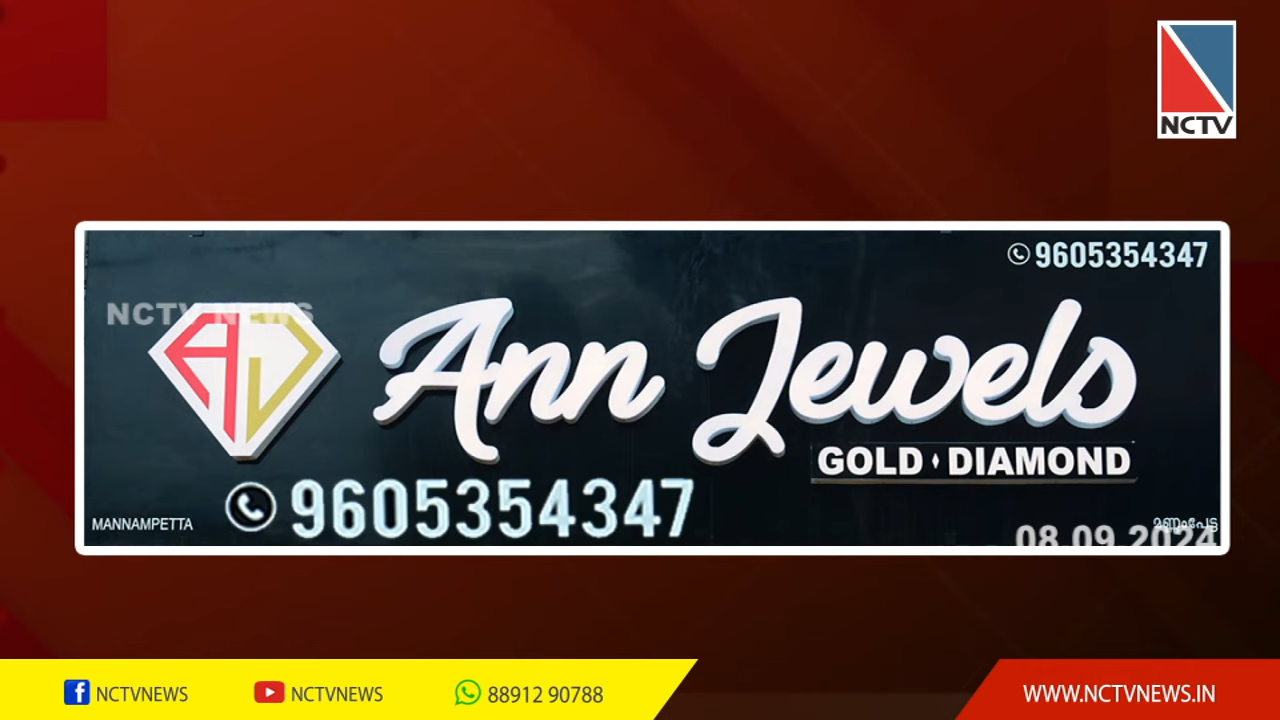 NCTV
9605354347
NCTV NEWS
Ann Jewels
GOLD DIAMOND
9605354347
MANNAMPETTA
മണ്ണംപേട്ട
08.09.2024
NCTVNEWS
NCTVNEWS
88912 90788
WWW.NCTVNEWS.IN